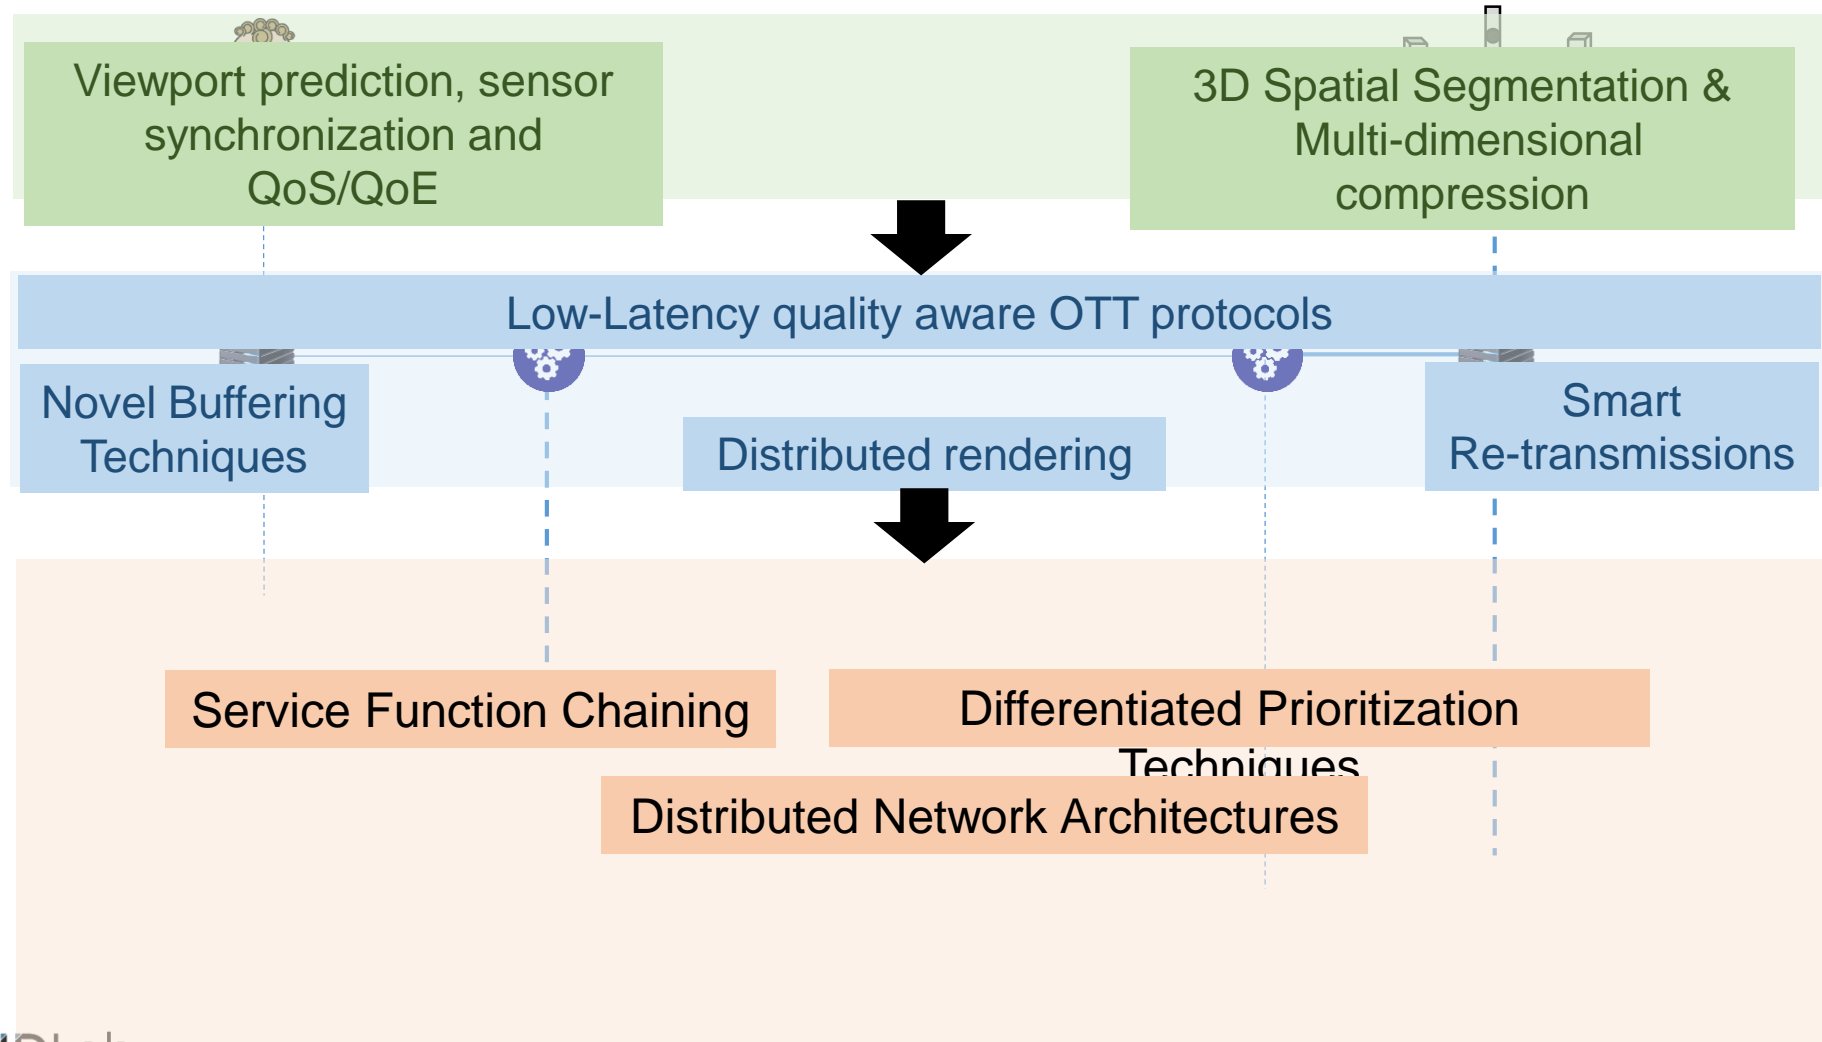 Viewport prediction, sensor
synchronization and
QoS/QoE
3D Spatial Segmentation &
Multi-dimensional
compression
Low-Latency quality aware OTT protocols
Novel Buffering
Techniques
Distributed rendering
Smart
Re-transmissions
Service Function Chaining
Differentiated Prioritization
Techniques
Distributed Network Architectures